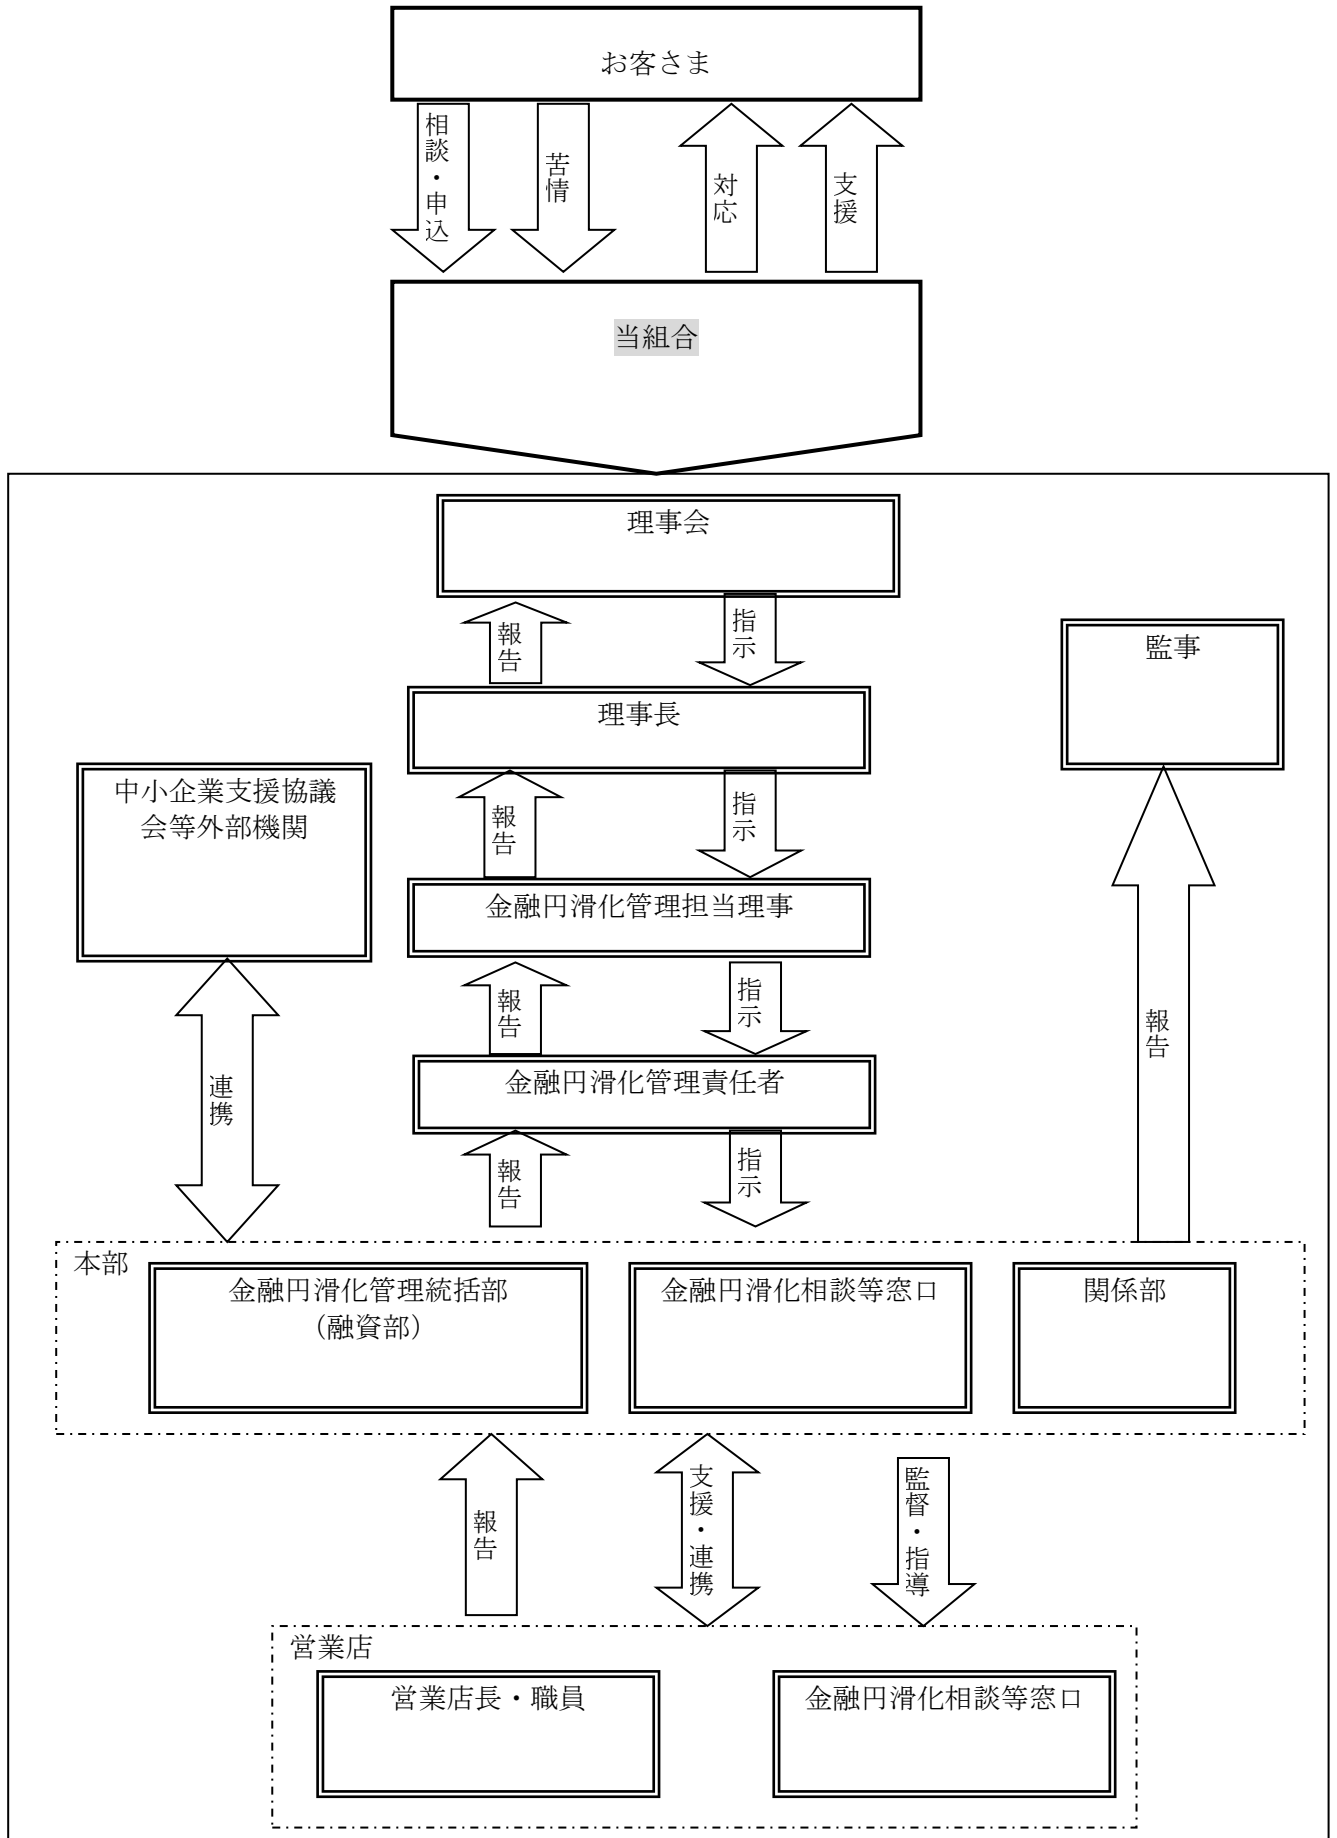 お客さま
相談・申込
苦情
対応
支援
当組合
理事会
報告
指示
監事
理事長
中小企業支援協議
会等外部機関
報告
指示
金融円滑化管理担当理事
報告
指示
報告
金融円滑化管理責任者
連携
報告
指示
本部
金融円滑化管理統括部
（融資部）
金融円滑化相談等窓口
関係部
報告
支援・連携
監督・指導
営業店
営業店長・職員
金融円滑化相談等窓口